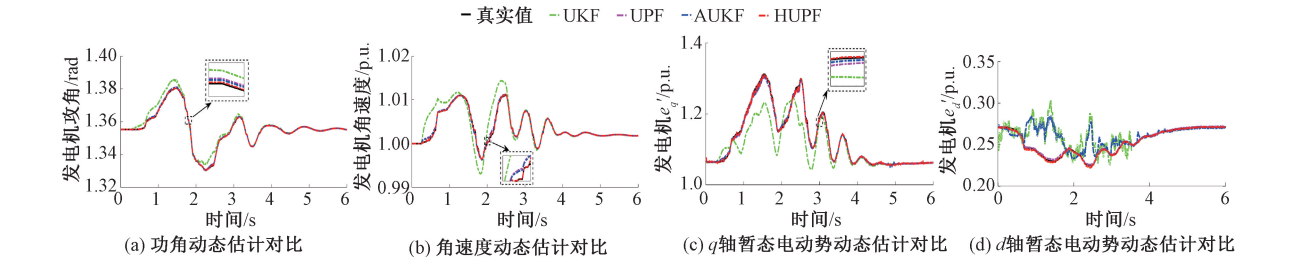 真实值 UKF UPF AUKF HUPF
发电机攻角/rad
1.40
1.38
1.36
1.34
1.32
0 1 2 3 4 5 6
时间/s
(a) 功角动态估计对比
发电机角速度/p.u.
1.02
1.01
1.00
0.99
0 1 2 3 4 5 6
时间/s
(b) 角速度动态估计对比
发电机eq′/p.u.
1.4
1.2
1.0
0 1 2 3 4 5 6
时间/s
(c) q轴暂态电动势动态估计对比
发电机ed′/p.u.
0.35
0.30
0.25
0.20
0 2 4 6
时间/s
(d) d轴暂态电动势动态估计对比